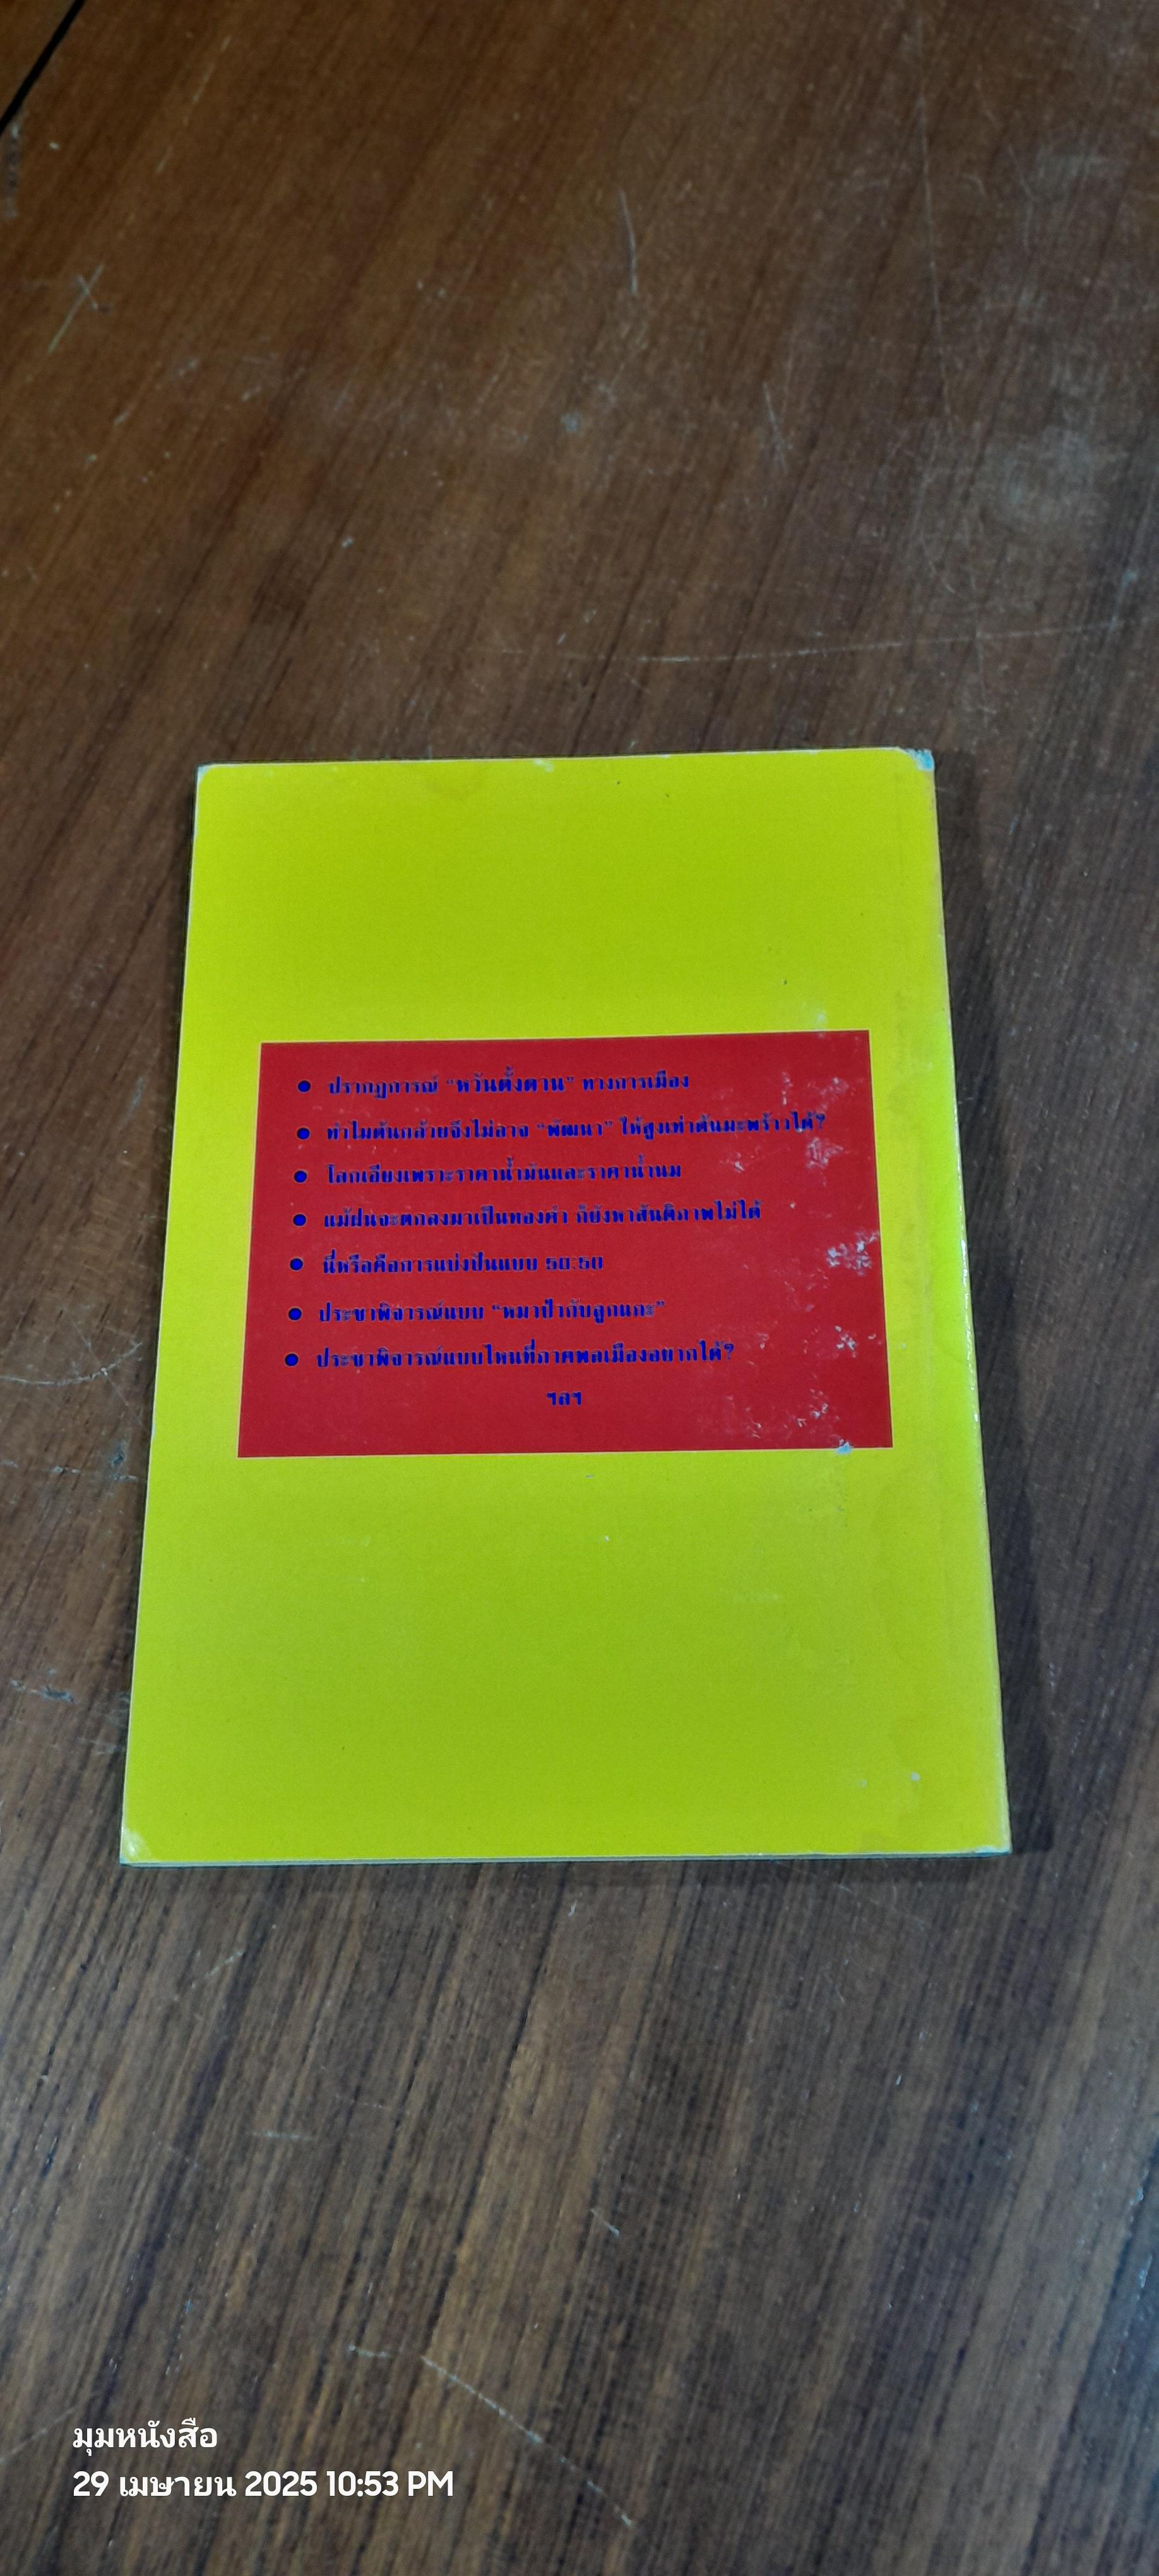 ● ปรากฏการณ์ “หวันตั้งดาน” ทางการเมือง
● ทำไมต้นกล้วยจึงไม่อาจ “พัฒนา” ให้สูงเท่าต้นมะพร้าวได้?
● โลกเอียงเพราะราคาน้ำมันและราคาน้ำนม
● แม้ฝนจะตกลงมาเป็นทองคำ ก็ยังหาสันติภาพไม่ได้
● นี่หรือคือการแบ่งปันแบบ 50:50
● ประชาพิจารณ์แบบ “หมาป่ากับลูกแกะ”
● ประชาพิจารณ์แบบไหนที่ภาคพลเมืองอยากได้?
ฯลฯ
มุมหนังสือ
29 เมษายน 2025 10:53 PM